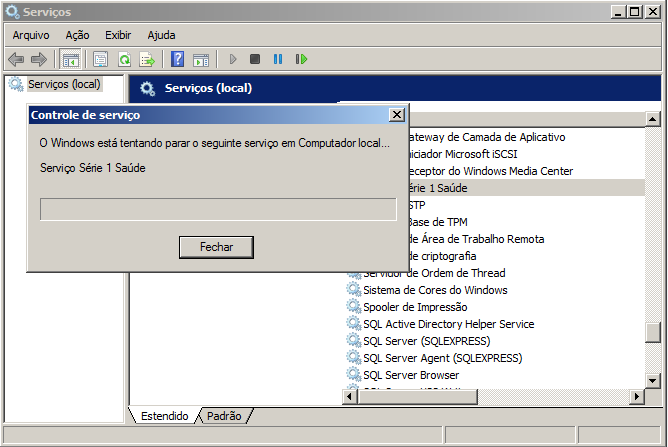 Serviços
Arquivo Ação Exibir Ajuda
Serviços (local)
Serviços (local)
Controle de serviço
O Windows está tentando parar o seguinte serviço em Computador local...
Serviço Série 1 Saúde
Fechar
ateway de Camada de Aplicativo
niciador Microsoft iSCSI
eceptor do Windows Media Center
érie 1 Saúde
STP
Base de TPM
de Área de Trabalho Remota
de criptografia
Servidor de Ordem de Thread
Sistema de Cores do Windows
Spooler de Impressão
SQL Active Directory Helper Service
SQL Server (SQLEXPRESS)
SQL Server Agent (SQLEXPRESS)
SQL Server Browser
Estendido Padrão